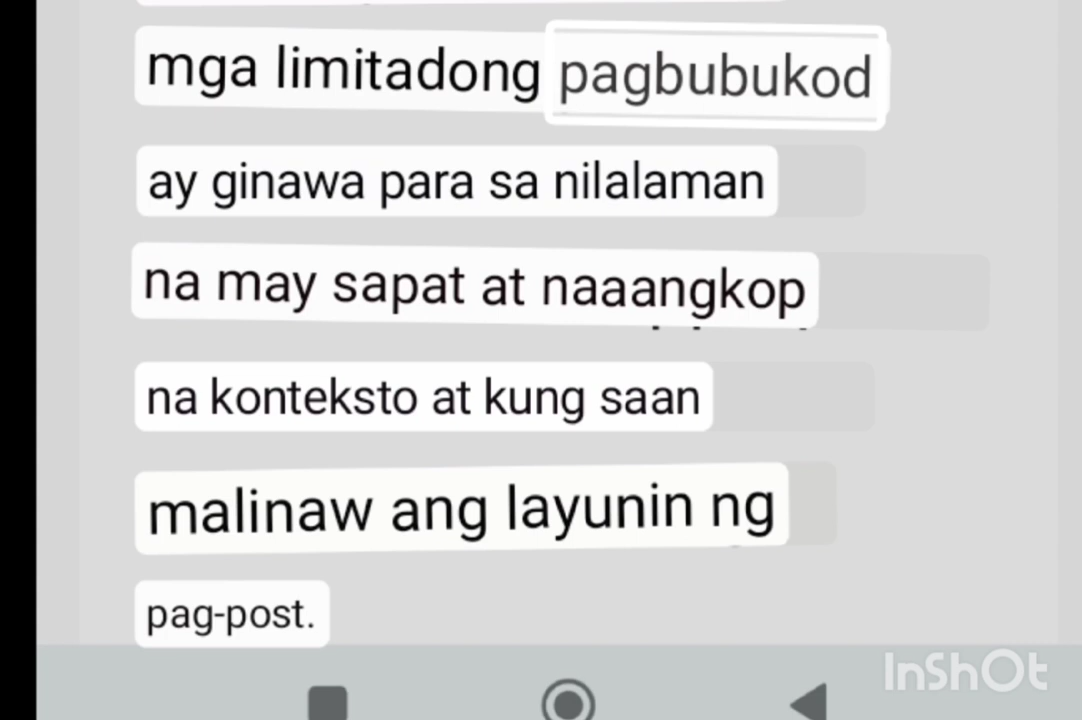 mga limitadong pagbubukod
ay ginawa para sa nilalaman
na may sapat at naaangkop
na konteksto at kung saan
malinaw ang layunin ng
pag-post.
InShOt